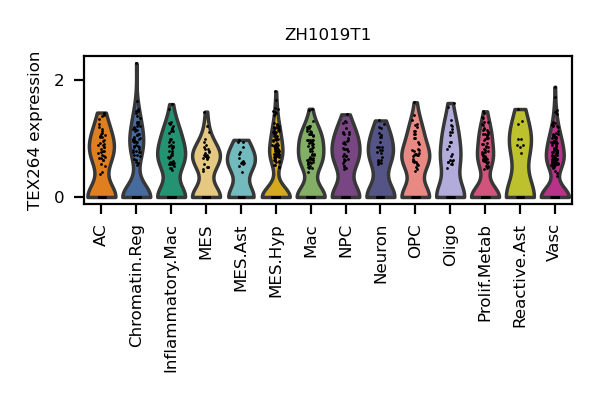 ZH1019T1
TEX264 expression
2
0
AC
Chromatin.Reg
Inflammatory.Mac
MES
MES.Ast
MES.Hyp
Mac
NPC
Neuron
OPC
Oligo
Prolif.Metab
Reactive.Ast
Vasc